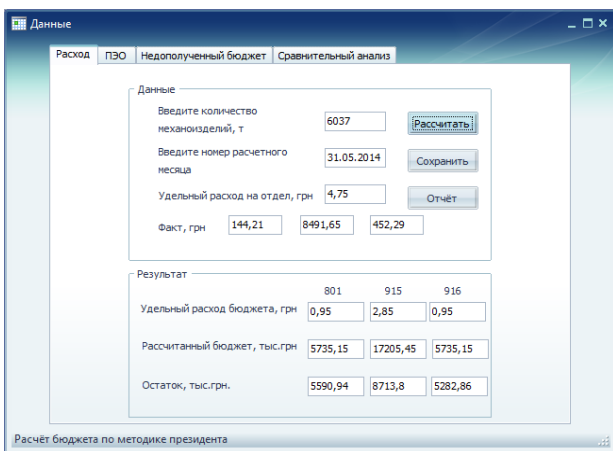 Данные
Расход ПЭО Недополученный бюджет Сравнительный анализ
Данные
Введите количество
механоизделий, т
6037
Рассчитать
Введите номер расчетного
месяца
31.05.2014
Сохранить
Удельный расход на отдел, грн
4,75
Отчёт
Факт, грн 144,21 8491,65 452,29
Результат
801 915 916
Удельный расход бюджета, грн 0,95 2,85 0,95
Рассчитанный бюджет, тыс.грн 5735,15 17205,45 5735,15
Остаток, тыс.грн. 5590,94 8713,8 5282,86
Расчёт бюджета по методике президента